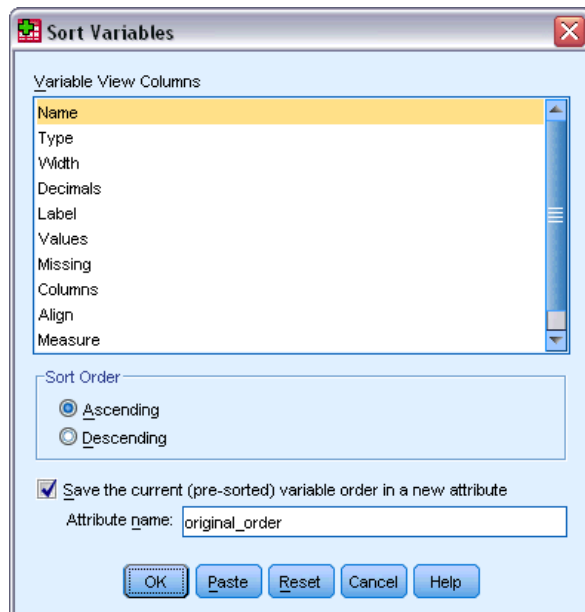 Sort Variables
Variable View Columns
Name
Type
Width
Decimals
Label
Values
Missing
Columns
Align
Measure
Sort Order
Ascending
Descending
Save the current (pre-sorted) variable order in a new attribute
Attribute name: original_order
OK Paste Reset Cancel Help